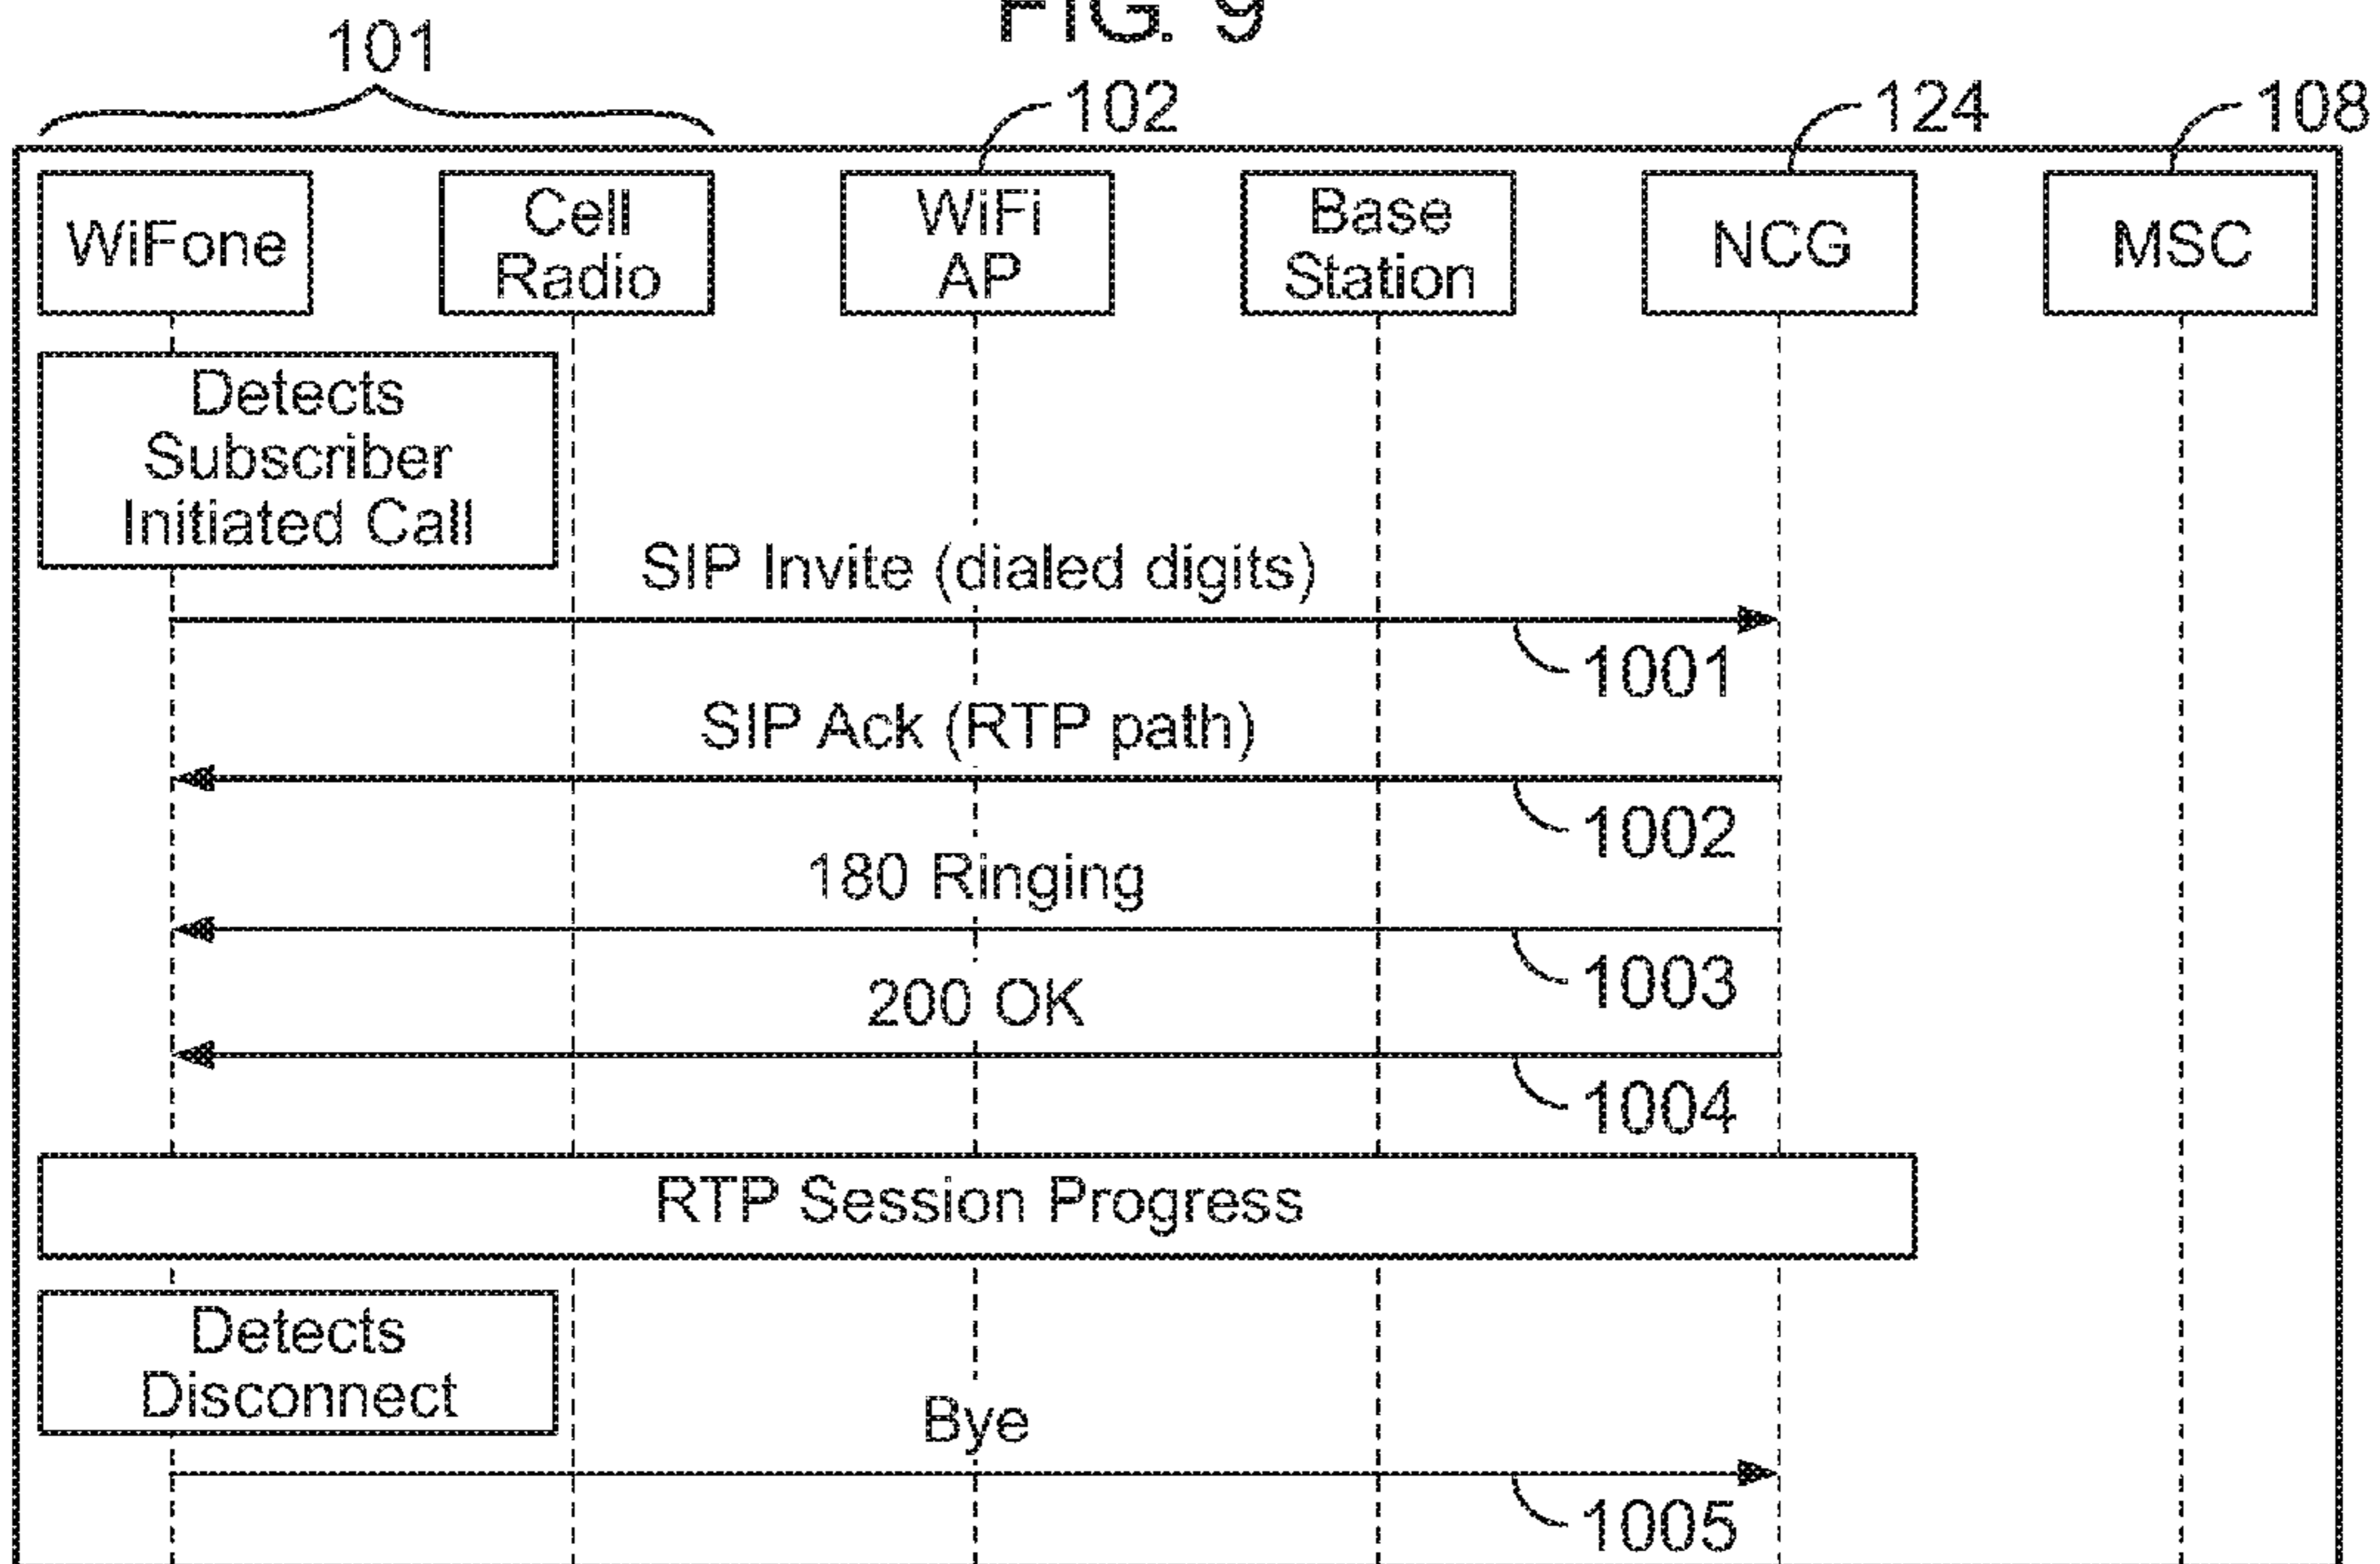 FIG. 9
101
102
124
108
WiFone
Cell
Radio
WiFi
AP
Base
Station
NCG
MSC
Detects
Subscriber
Initiated Call
SIP Invite (dialed digits)
1001
SIP Ack (RTP path)
1002
180 Ringing
1003
200 OK
1004
RTP Session Progress
Detects
Disconnect
Bye
1005